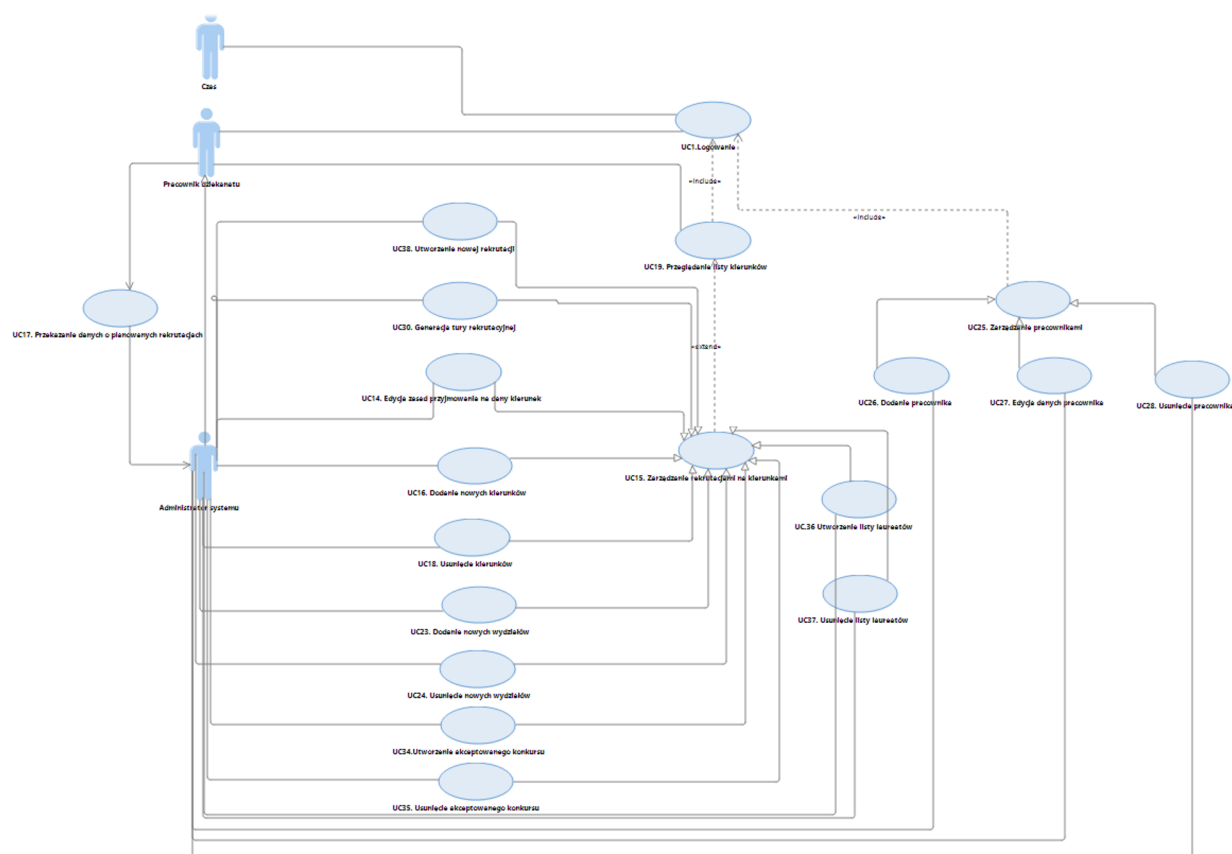 Czas
UC1.Logowanie
Pracownik dziekanatu
«include»
«include»
UC38. Utworzenie nowej rekrutacji
UC19. Przeglądanie listy kierunków
UC17. Przekazanie danych o planowanych rekrutacjach
UC30. Generacja tury rekrutacyjnej
UC25. Zarządzanie pracownikami
«extend»
UC14. Edycja zasad przyjmowania na dany kierunek
UC26. Dodanie pracownika
UC27. Edycja danych pracownika
UC28. Usunięcie pracownika
UC15. Zarządzanie rekrutacjami na kierunkami
UC16. Dodanie nowych kierunków
Administrator systemu
UC.36 Utworzenie listy laureatów
UC18. Usunięcie kierunków
UC37. Usunięcie listy laureatów
UC23. Dodanie nowych wydziałów
UC24. Usunięcie nowych wydziałów
UC34.Utworzenie akceptowanego konkursu
UC35. Usunięcie akceptowanego konkursu